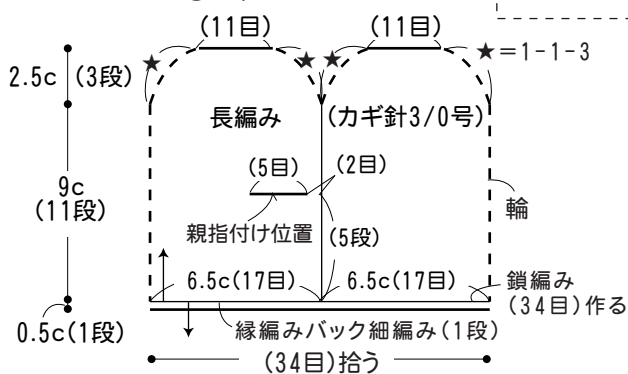 (11目) (11目)
★ ★ ★ ★=1-1-3
2.5c (3段)
長編み (カギ針3/0号)
9c
(11段)
(5目) (2目)
親指付け位置 (5段) 輪
6.5c(17目) 6.5c(17目) 鎖編み
(34目)作る
0.5c(1段) 縁編みバック細編み(1段)
(34目)拾う